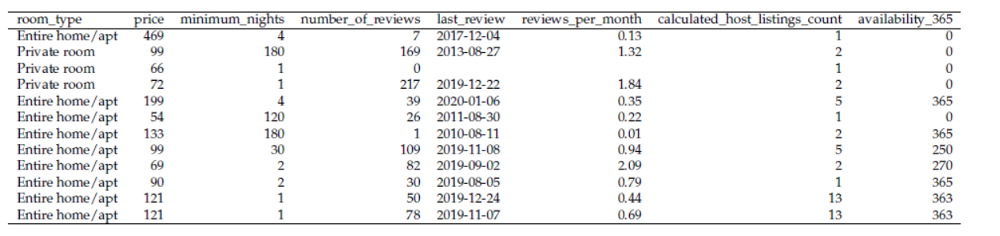 room_type price minimum_nights number_of_reviews last_review reviews_per_month calculated_host_listings_count availability_365
Entire home/apt 469 4 7 2017-12-04 0.13 1 0
Private room 99 180 169 2013-08-27 1.32 2 0
Private room 66 1 0 1 0
Private room 72 1 217 2019-12-22 1.84 2 0
Entire home/apt 199 4 39 2020-01-06 0.35 5 365
Entire home/apt 54 120 26 2011-08-30 0.22 1 0
Entire home/apt 133 180 1 2010-08-11 0.01 2 365
Entire home/apt 99 30 109 2019-11-08 0.94 5 250
Entire home/apt 69 2 82 2019-09-02 2.09 2 270
Entire home/apt 90 2 30 2019-08-05 0.79 1 365
Entire home/apt 121 1 50 2019-12-24 0.44 13 363
Entire home/apt 121 1 78 2019-11-07 0.69 13 363